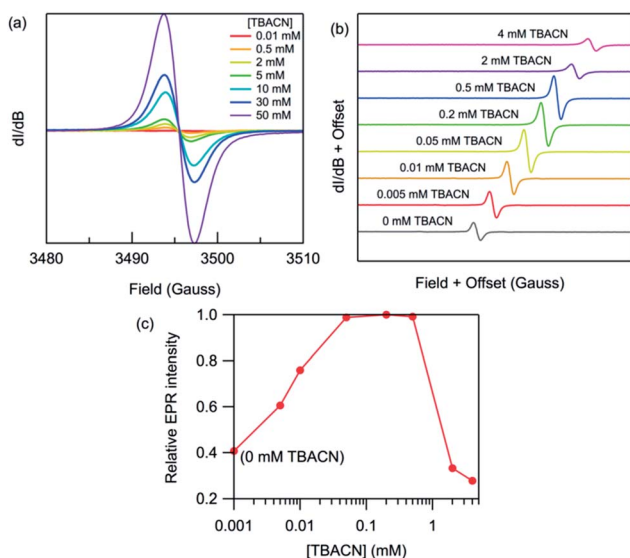 (a)
[TBACN]
0.01 mM
0.5 mM
2 mM
5 mM
10 mM
30 mM
50 mM
dI/dB
3480
3490
3500
3510
Field (Gauss)
(b)
4 mM TBACN
2 mM TBACN
0.5 mM TBACN
0.2 mM TBACN
0.05 mM TBACN
0.01 mM TBACN
0.005 mM TBACN
0 mM TBACN
dI/dB + Offset
Field + Offset (Gauss)
(c)
Relative EPR intensity
1.0
0.8
0.6
0.4
0.2
(0 mM TBACN)
0.001
0.01
0.1
1
[TBACN] (mM)